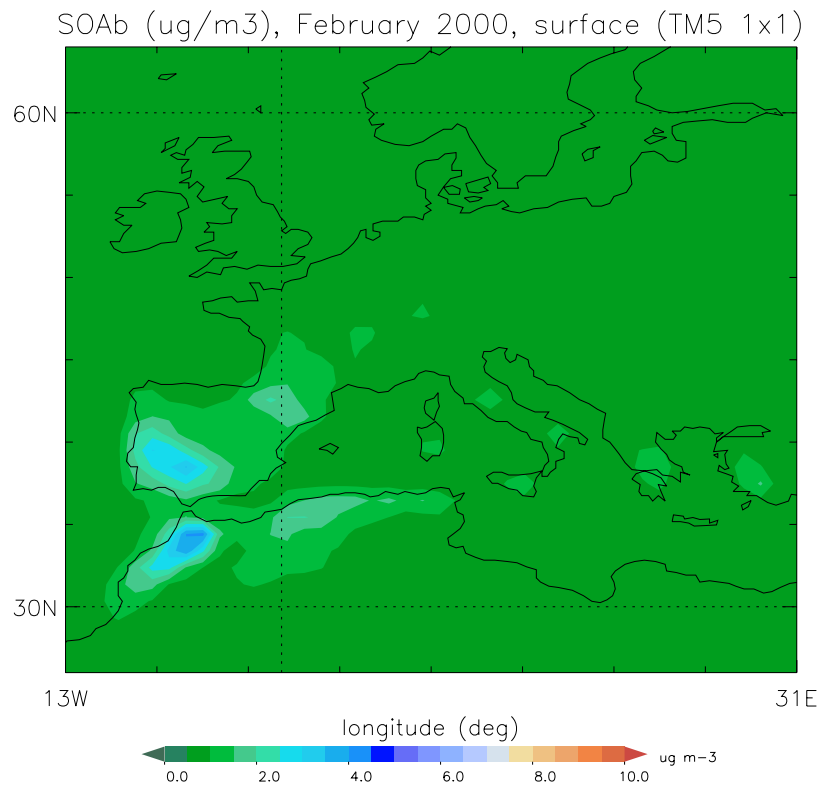 SOAb (ug/m3), February 2000, surface (TM5 1x1)
60N
30N
13W 31E
longitude (deg)
ug m-3
0.0 2.0 4.0 6.0 8.0 10.0